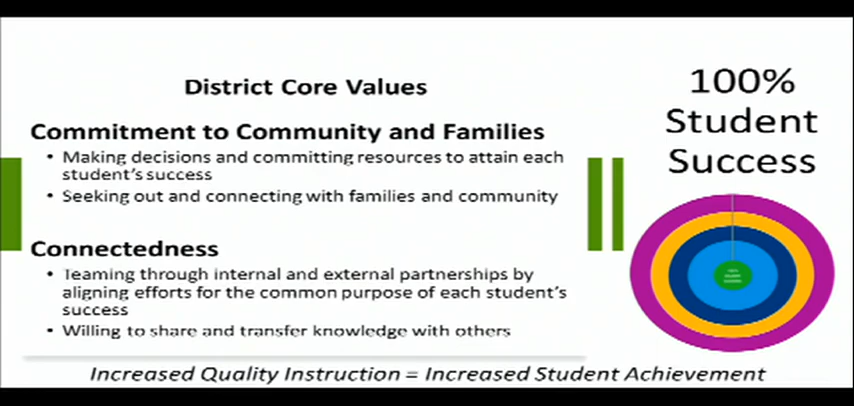 District Core Values
Commitment to Community and Families
• Making decisions and committing resources to attain each
student's success
• Seeking out and connecting with families and community
Connectedness
• Teaming through internal and external partnerships by
aligning efforts for the common purpose of each student's
success
• Willing to share and transfer knowledge with others
100%
Student
Success
Increased Quality Instruction = Increased Student Achievement